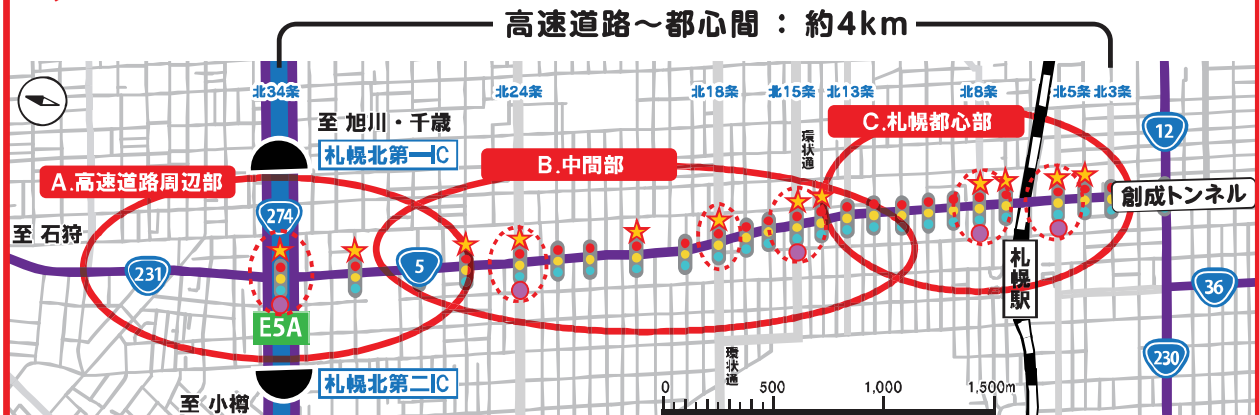 高速道路～都心間 : 約4km
北34条
北24条
北18条
北15条
北13条
北8条
北5条
北3条
至 旭川・千歳
札幌北第一IC
環状通
C.札幌都心部
12
A.高速道路周辺部
B.中間部
創成トンネル
274
至 石狩
231
5
札幌駅
36
E5A
環状通
230
札幌北第二IC
至 小樽
0 500 1,000 1,500m